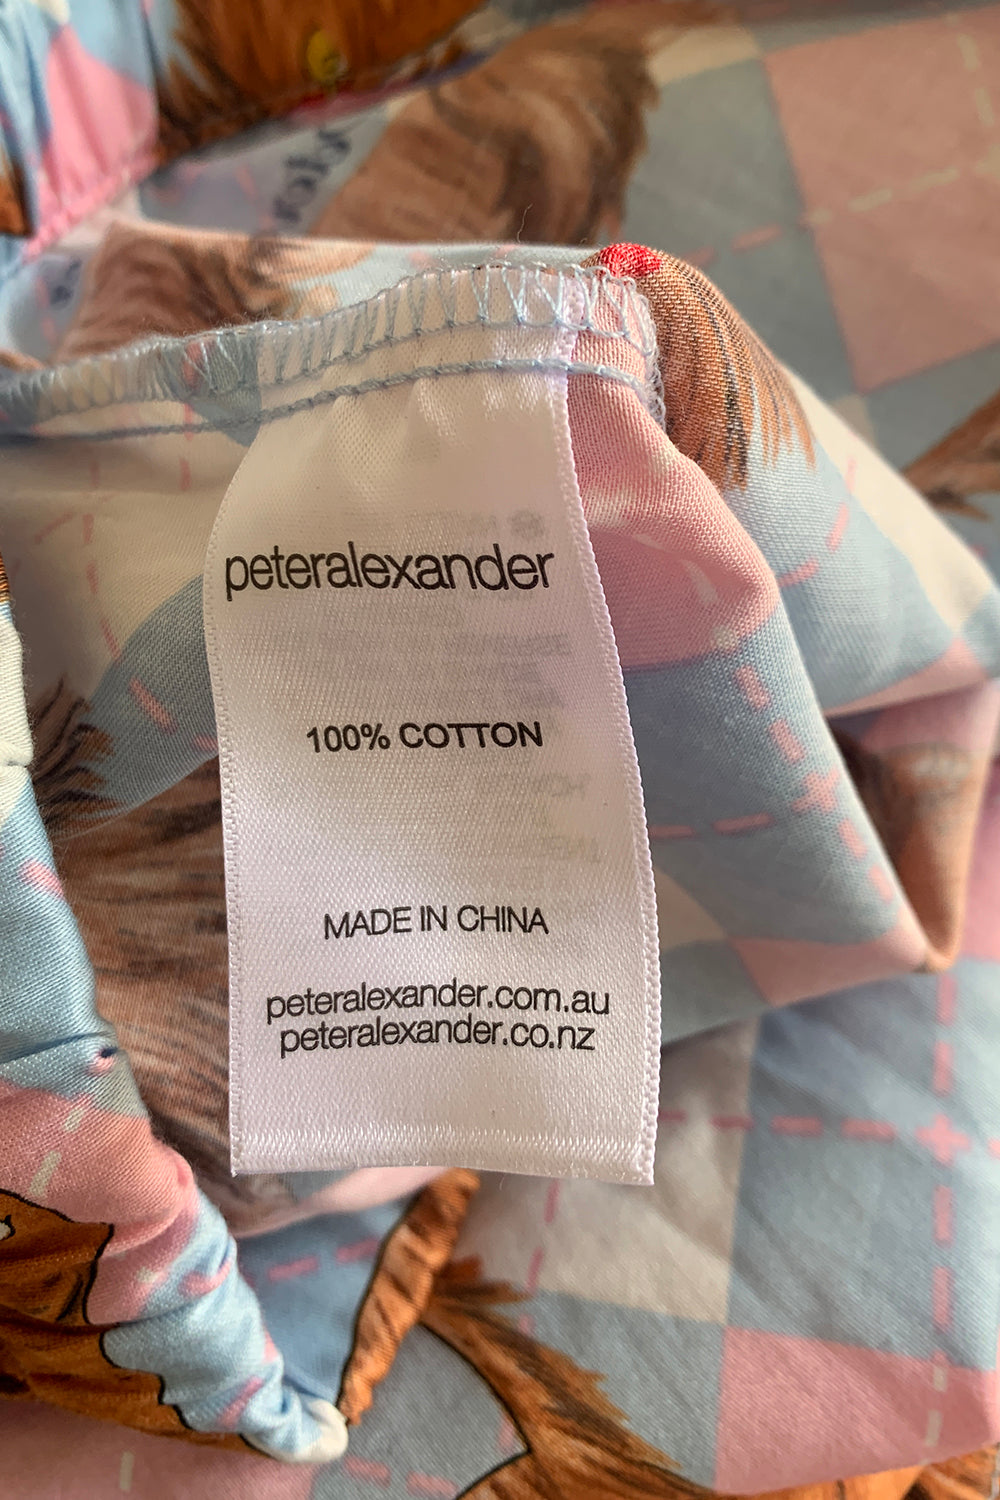 peteralexander
100% COTTON
MADE IN CHINA
peteralexander.com.au
peteralexander.co.nz